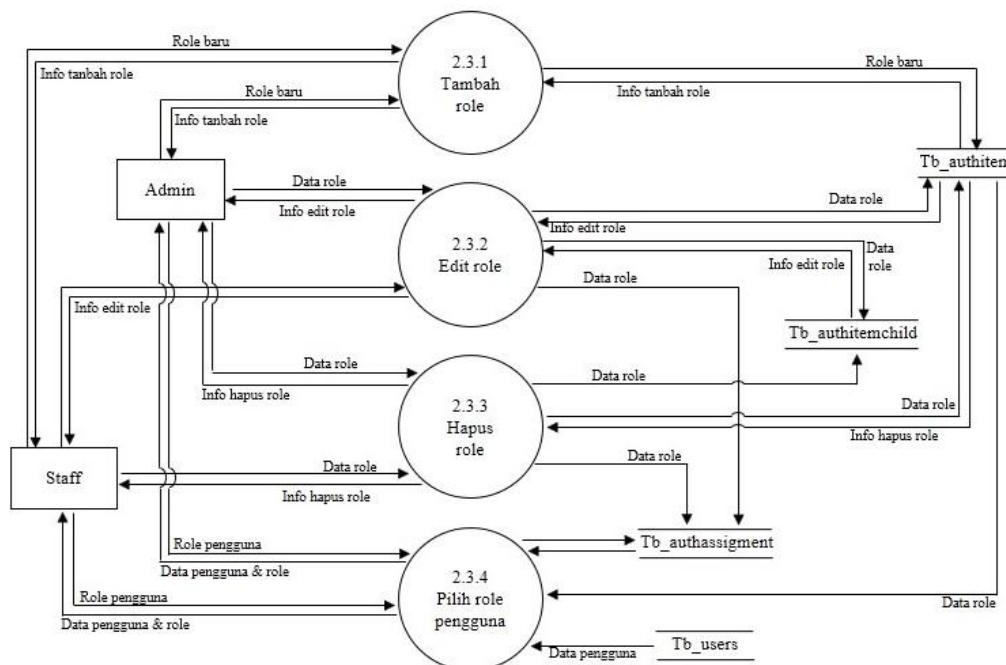 Role baru
Info tanbah role
2.3.1
Tambah
role
Role baru
Info tanbah role
Role baru
Info tanbah role
Tb_authitem
Admin
Data role
Info edit role
2.3.2
Edit role
Data role
Info edit role
Data
role
Info edit role
Data role
Info edit role
Tb_authitemchild
Data role
Info hapus role
2.3.3
Hapus
role
Data role
Data role
Info hapus role
Staff
Data role
Info hapus role
Data role
Tb_authassigment
Role pengguna
Data pengguna & role
2.3.4
Pilih role
pengguna
Role pengguna
Data pengguna & role
Data role
Tb_users
Data pengguna